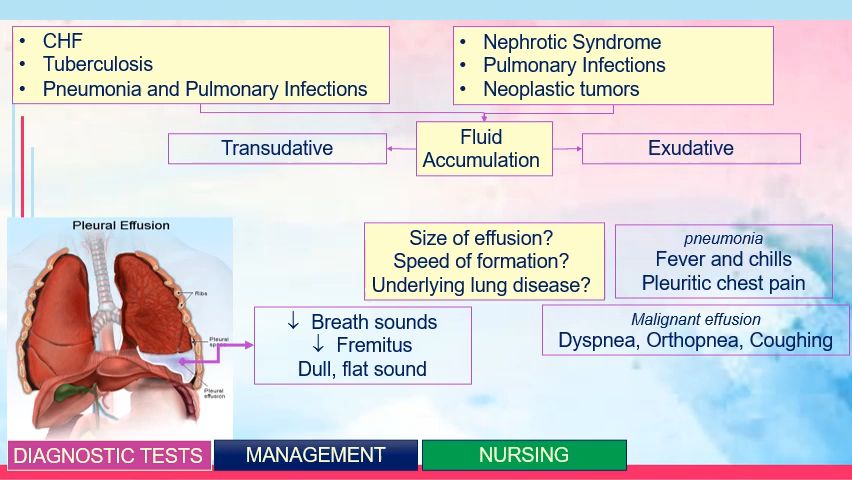 • CHF
• Tuberculosis
• Pneumonia and Pulmonary Infections
• Nephrotic Syndrome
• Pulmonary Infections
• Neoplastic tumors
Transudative
Fluid
Accumulation
Exudative
Pleural Effusion
Ribs
Pleural
Pleural
effusion
Size of effusion?
Speed of formation?
Underlying lung disease?
pneumonia
Fever and chills
Pleuritic chest pain
↓ Breath sounds
↓ Fremitus
Dull, flat sound
Malignant effusion
Dyspnea, Orthopnea, Coughing
DIAGNOSTIC TESTS
MANAGEMENT
NURSING